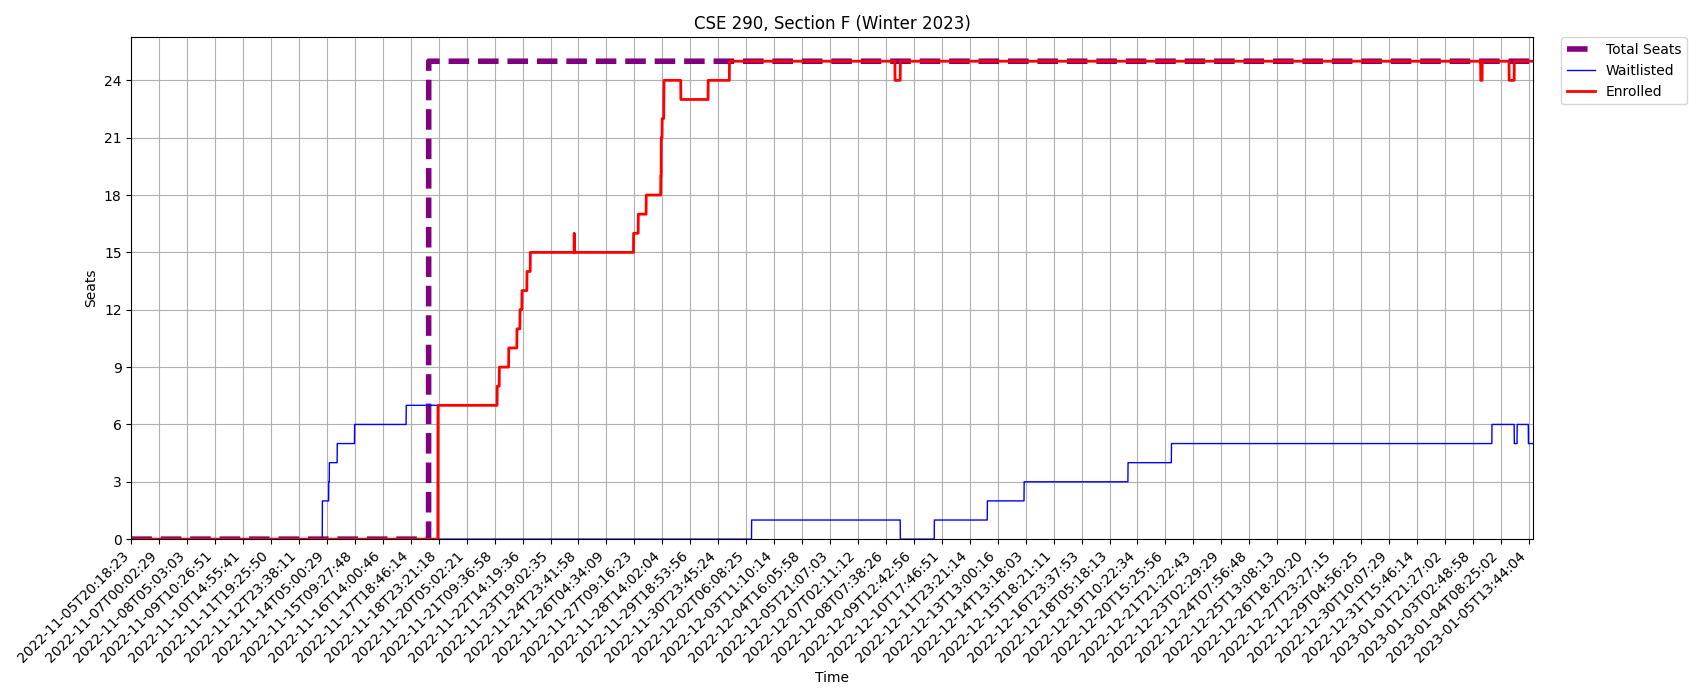 CSE 290, Section F (Winter 2023)
Total Seats
Waitlisted
Enrolled
24
21
18
15
12
9
6
3
0
Seats
2022-11-05T20:18:23
2022-11-07T00:02:29
2022-11-08T05:03:03
2022-11-09T10:26:51
2022-11-10T14:55:41
2022-11-11T19:25:50
2022-11-12T23:38:11
2022-11-14T05:00:29
2022-11-15T09:27:48
2022-11-16T14:00:46
2022-11-17T18:46:14
2022-11-18T23:21:18
2022-11-20T05:02:21
2022-11-21T09:36:58
2022-11-22T14:19:36
2022-11-23T19:02:35
2022-11-24T23:41:58
2022-11-26T04:34:09
2022-11-27T09:16:23
2022-11-28T14:02:04
2022-11-29T18:53:56
2022-11-30T23:45:24
2022-12-02T06:08:25
2022-12-03T11:10:14
2022-12-04T16:05:58
2022-12-05T21:07:03
2022-12-07T02:11:12
2022-12-08T07:38:26
2022-12-09T12:42:56
2022-12-10T17:46:51
2022-12-11T23:21:14
2022-12-13T03:00:16
2022-12-14T13:18:03
2022-12-15T18:21:11
2022-12-16T23:37:53
2022-12-18T05:18:13
2022-12-19T10:22:34
2022-12-20T15:25:56
2022-12-21T21:22:43
2022-12-23T02:29:29
2022-12-24T07:56:48
2022-12-25T13:08:13
2022-12-26T18:20:20
2022-12-27T23:27:15
2022-12-29T04:56:25
2022-12-30T10:07:29
2022-12-31T15:46:14
2023-01-01T21:27:02
2023-01-03T02:48:58
2023-01-04T08:25:02
2023-01-05T13:44:04
Time